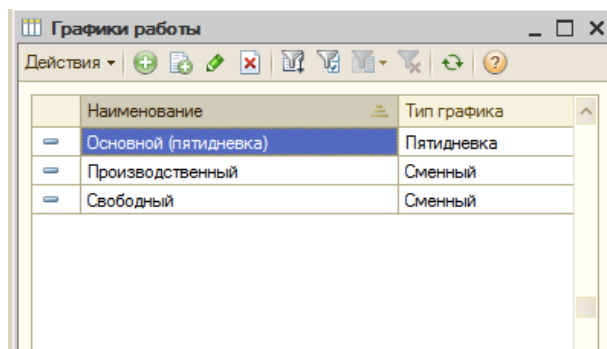 Графики работы
Действия
Наименование Тип графика
Основной (пятидневка) Пятидневка
Производственный Сменный
Свободный Сменный